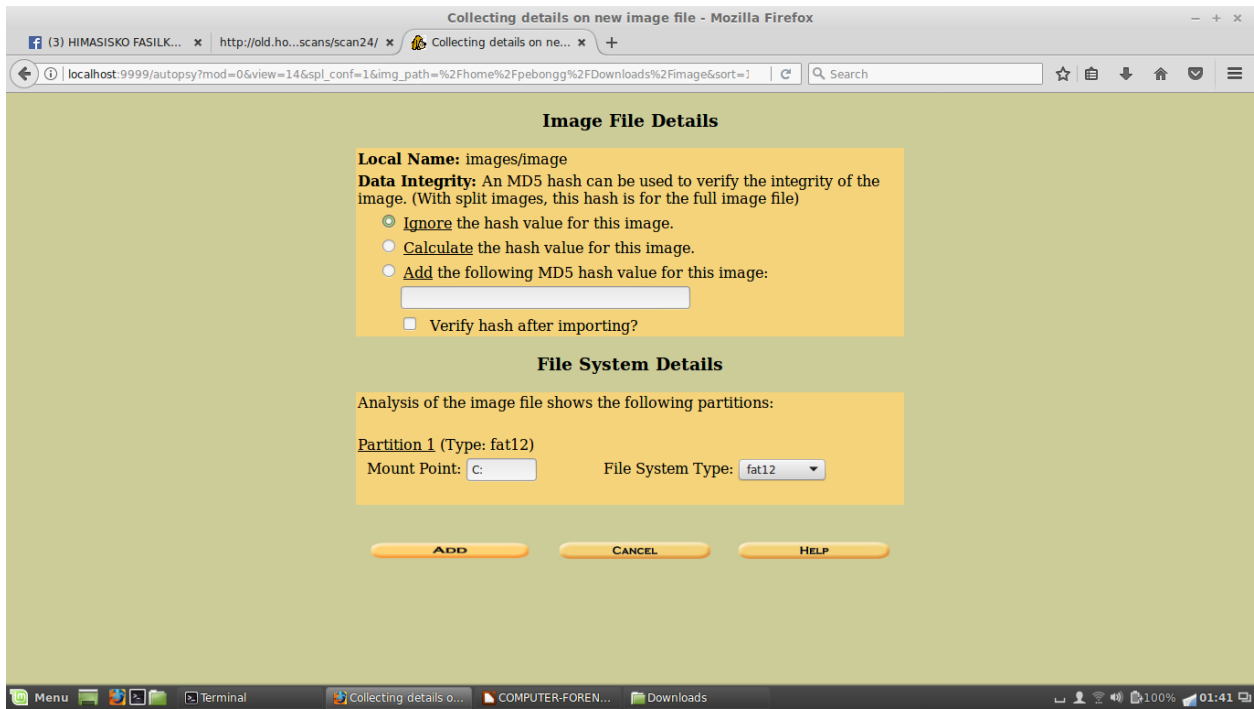 Collecting details on new image file - Mozilla Firefox
(3) HIMASISKO FASILK...
http://old.ho...scans/scan24/
Collecting details on ne...
localhost:9999/autopsy?mod=0&view=14&spl_conf=1&img_path=%2Fhome%2Fpebongg%2FDownloads%2Fimage&sort=1
Search
Image File Details
Local Name: images/image
Data Integrity: An MD5 hash can be used to verify the integrity of the
image. (With split images, this hash is for the full image file)
Ignore the hash value for this image.
Calculate the hash value for this image.
Add the following MD5 hash value for this image:
Verify hash after importing?
File System Details
Analysis of the image file shows the following partitions:
Partition 1 (Type: fat12)
Mount Point: C: File System Type: fat12
ADD CANCEL HELP
Menu Terminal Collecting details o... COMPUTER-FOREN... Downloads 100% 01:41